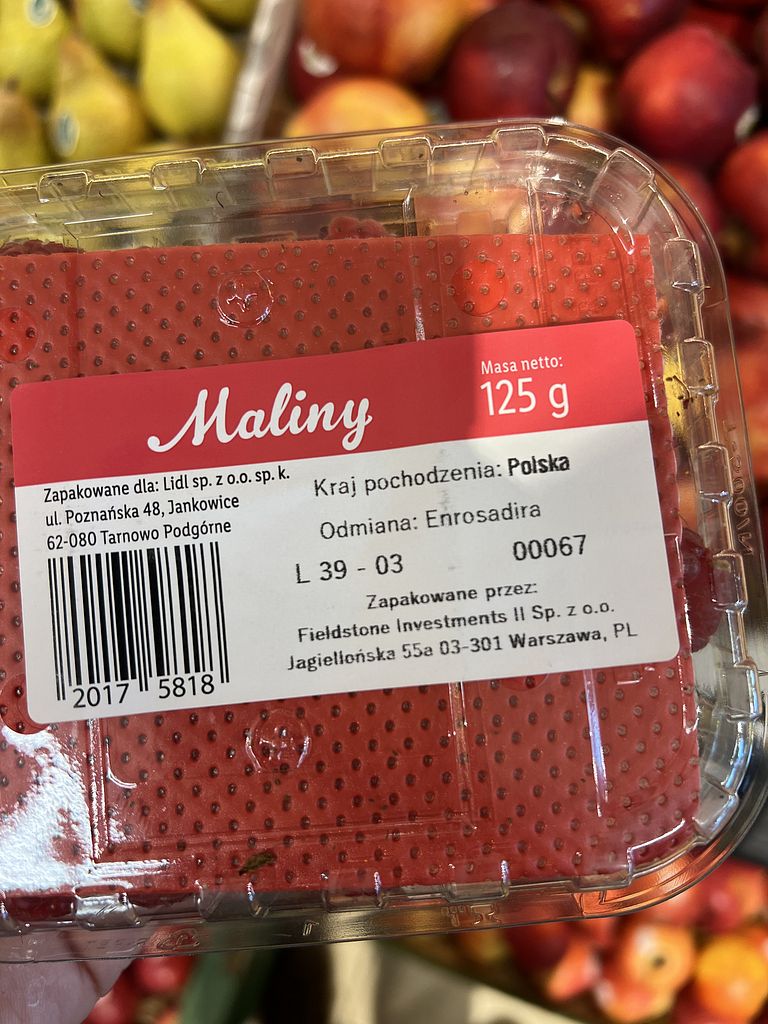 Maliny
Masa netto:
125 g
Zapakowane dla: Lidl sp. z o.o. sp. k.
ul. Poznańska 48, Jankowice
62-080 Tarnowo Podgórne
2017 5818
Kraj pochodzenia: Polska
Odmiana: Enrosadira
L 39 - 03 00067
Zapakowane przez:
Fieldstone Investments II Sp. z o.o.
Jagiellońska 55a 03-301 Warszawa, PL